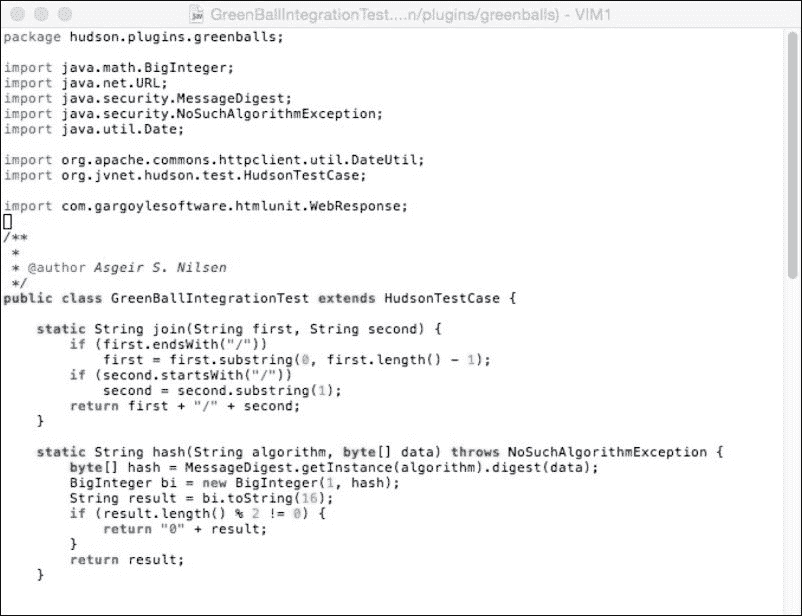 GreenBallIntegrationTest....n/plugins/greenballs) - VIM1
package hudson.plugins.greenballs;

import java.math.BigInteger;
import java.net.URL;
import java.security.MessageDigest;
import java.security.NoSuchAlgorithmException;
import java.util.Date;

import org.apache.commons.httpclient.util.DateUtil;
import org.jvnet.hudson.test.HudsonTestCase;

import com.gargoylesoftware.htmlunit.WebResponse;

/**
 *
 * @author Asgeir S. Nilsen
 */
public class GreenBallIntegrationTest extends HudsonTestCase {

    static String join(String first, String second) {
        if (first.endsWith("/"))
            first = first.substring(0, first.length() - 1);
        if (second.startsWith("/"))
            second = second.substring(1);
        return first + "/" + second;
    }

    static String hash(String algorithm, byte[] data) throws NoSuchAlgorithmException {
        byte[] hash = MessageDigest.getInstance(algorithm).digest(data);
        BigInteger bi = new BigInteger(1, hash);
        String result = bi.toString(16);
        if (result.length() % 2 != 0) {
            return "0" + result;
        }
        return result;
    }